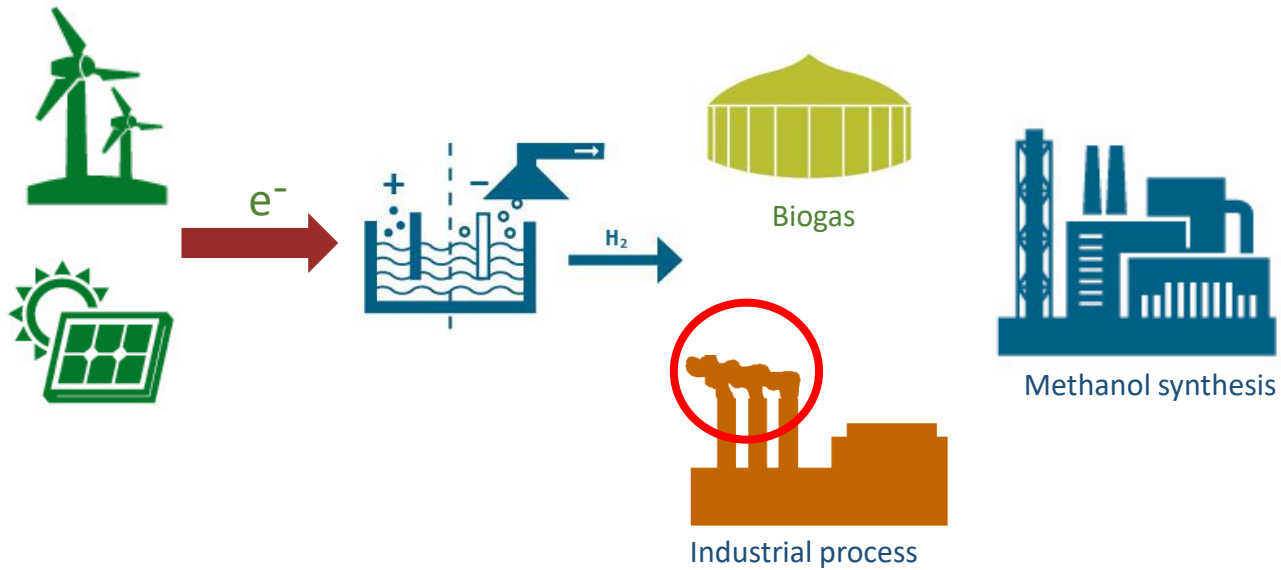 e⁻
+
−
H₂
Biogas
Methanol synthesis
Industrial process